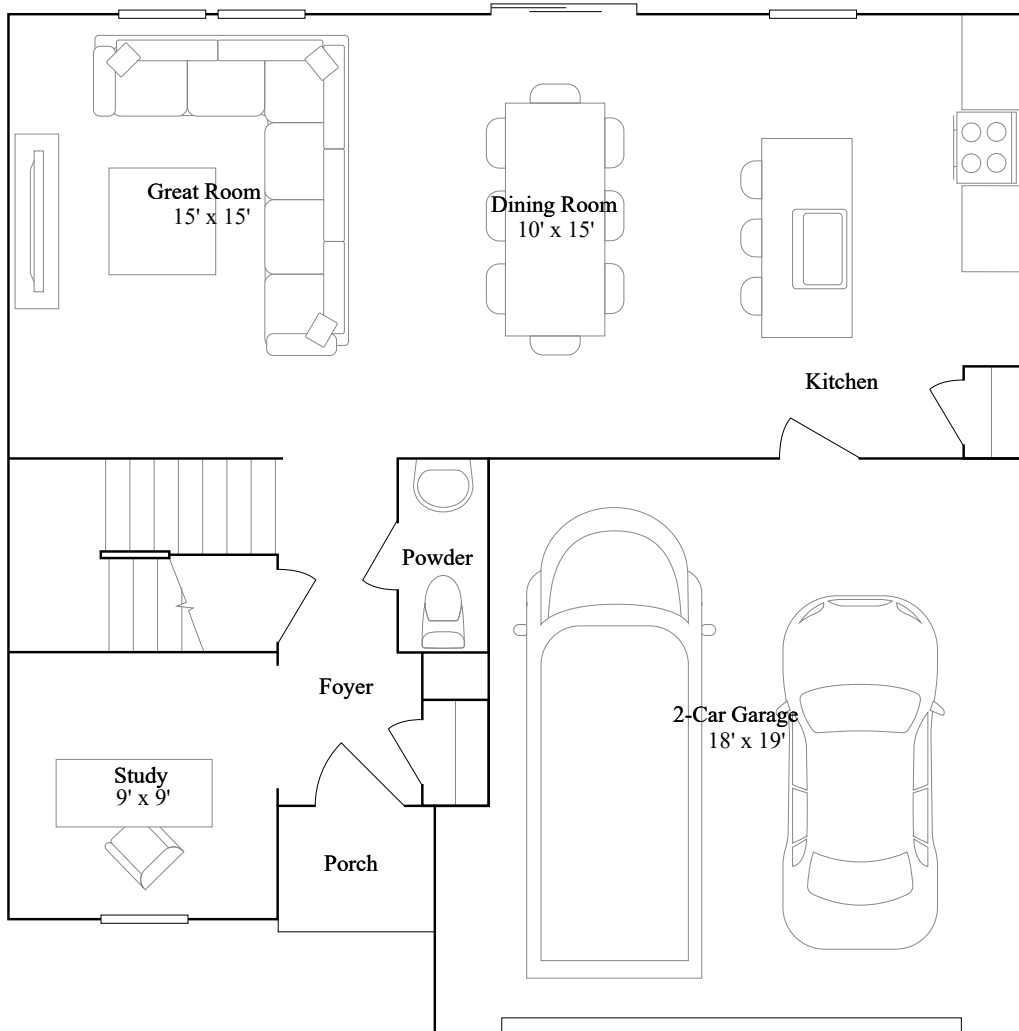 Great Room
15' x 15'
Dining Room
10' x 15'
Kitchen
Powder
Foyer
2-Car Garage
18' x 19'
Study
9' x 9'
Porch